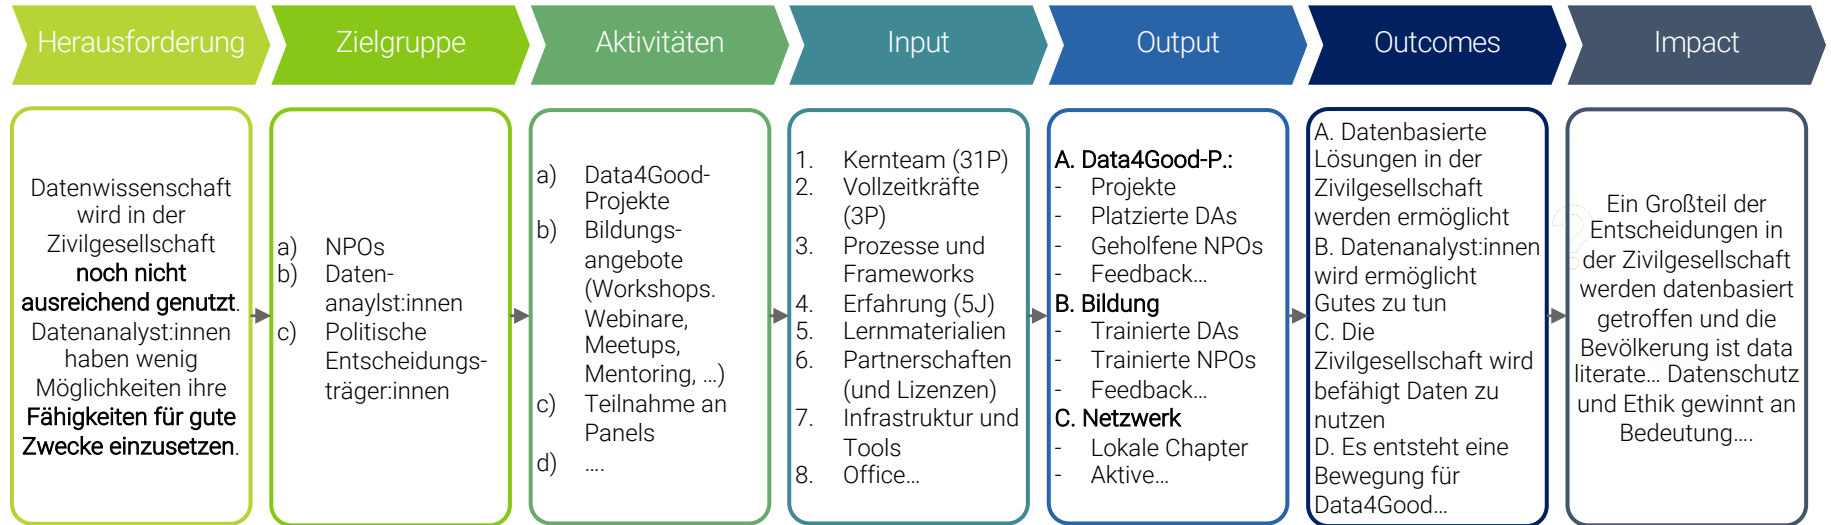 Herausforderung
Zielgruppe
Aktivitäten
Input
Output
Outcomes
Impact
Datenwissenschaft
wird in der
Zivilgesellschaft
noch nicht
ausreichend genutzt.
Datenanalyst:innen
haben wenig
Möglichkeiten ihre
Fähigkeiten für gute
Zwecke einzusetzen.
a) NPOs
b) Daten-
anaylst:innen
c) Politische
Entscheidungs-
träger:innen
a) Data4Good-
Projekte
b) Bildungs-
angebote
(Workshops.
Webinare,
Meetups,
Mentoring, ...)
c) Teilnahme an
Panels
d) ....
1. Kernteam (31P)
2. Vollzeitkräfte
(3P)
3. Prozesse und
Frameworks
4. Erfahrung (5J)
5. Lernmaterialien
6. Partnerschaften
(und Lizenzen)
7. Infrastruktur und
Tools
8. Office...
A. Data4Good-P.:
- Projekte
- Platzierte DAs
- Geholfene NPOs
- Feedback...
B. Bildung
- Trainierte DAs
- Trainierte NPOs
- Feedback...
C. Netzwerk
- Lokale Chapter
- Aktive...
A. Datenbasierte
Lösungen in der
Zivilgesellschaft
werden ermöglicht
B. Datenanalyst:innen
wird ermöglicht
Gutes zu tun
C. Die
Zivilgesellschaft wird
befähigt Daten zu
nutzen
D. Es entsteht eine
Bewegung für
Data4Good...
?
Ein Großteil der
Entscheidungen in
der Zivilgesellschaft
werden datenbasiert
getroffen und die
Bevölkerung ist data
literate... Datenschutz
und Ethik gewinnt an
Bedeutung....